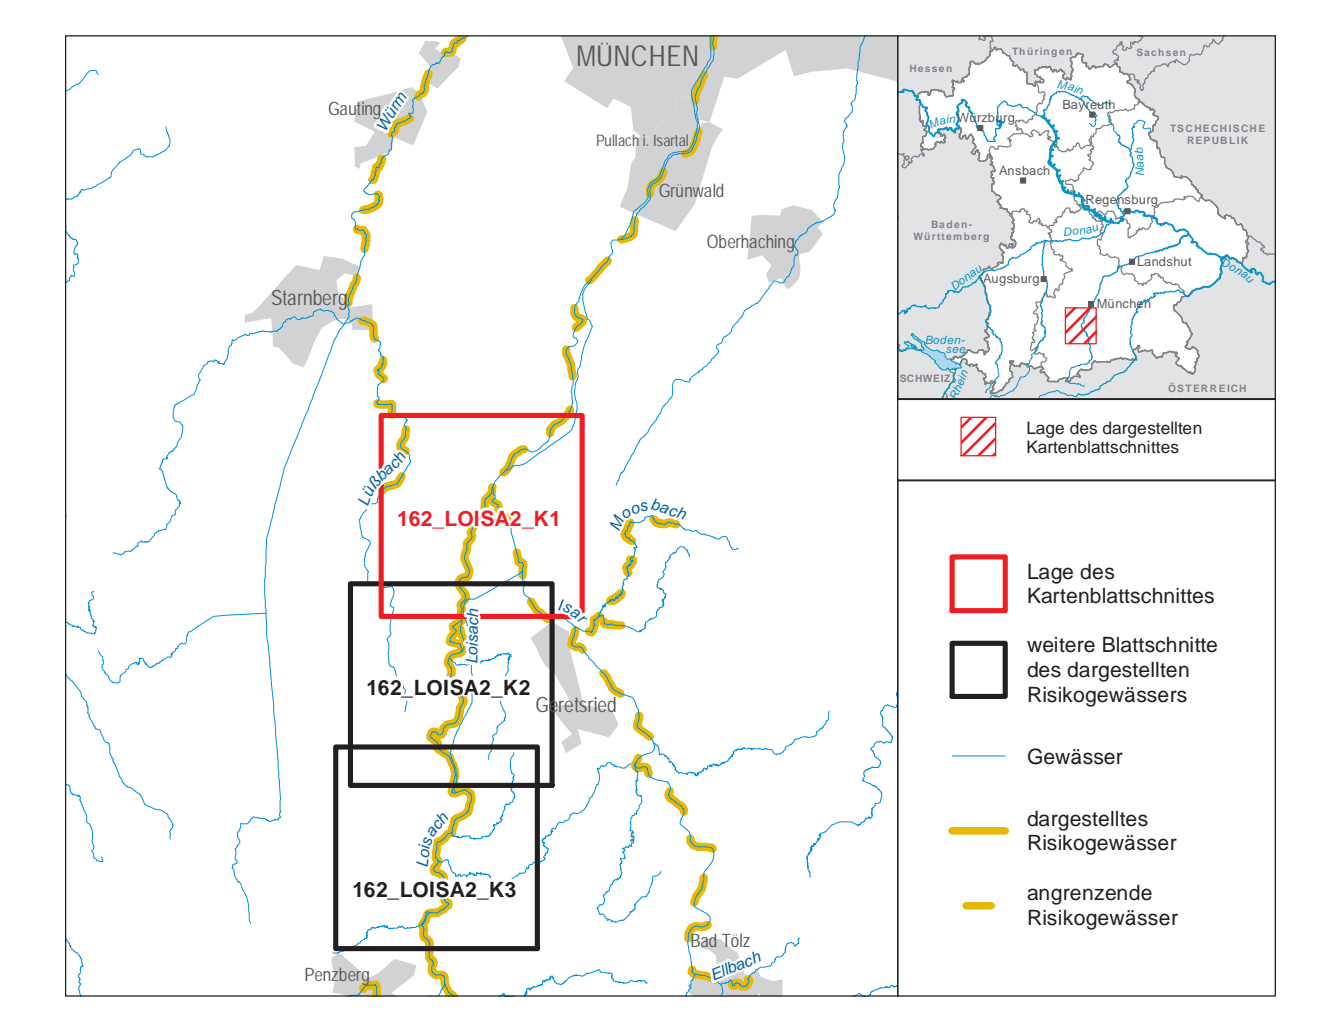 MÜNCHEN
Gauting
Würm
Pullach i. Isartal
Grünwald
Oberhaching
Starnberg
Lüßbach
162_LOISA2_K1
Moosbach
Isar
Loisach
162_LOISA2_K2
Geretsried
Loisach
162_LOISA2_K3
Bad Tölz
Ellbach
Penzberg
Hessen
Thüringen
Sachsen
Main
Bayreuth
Main
Würzburg
TSCHECHISCHE
REPUBLIK
Naab
Ansbach
Regensburg
Baden-
Württemberg
Donau
Landshut
Donau
Augsburg
Donau
München
Boden-
see
SCHWEIZ
Rhein
ÖSTERREICH
Lage des dargestellten
Kartenblattschnittes
Lage des
Kartenblattschnittes
weitere Blattschnitte
des dargestellten
Risikogewässers
Gewässer
dargestelltes
Risikogewässer
angrenzende
Risikogewässer